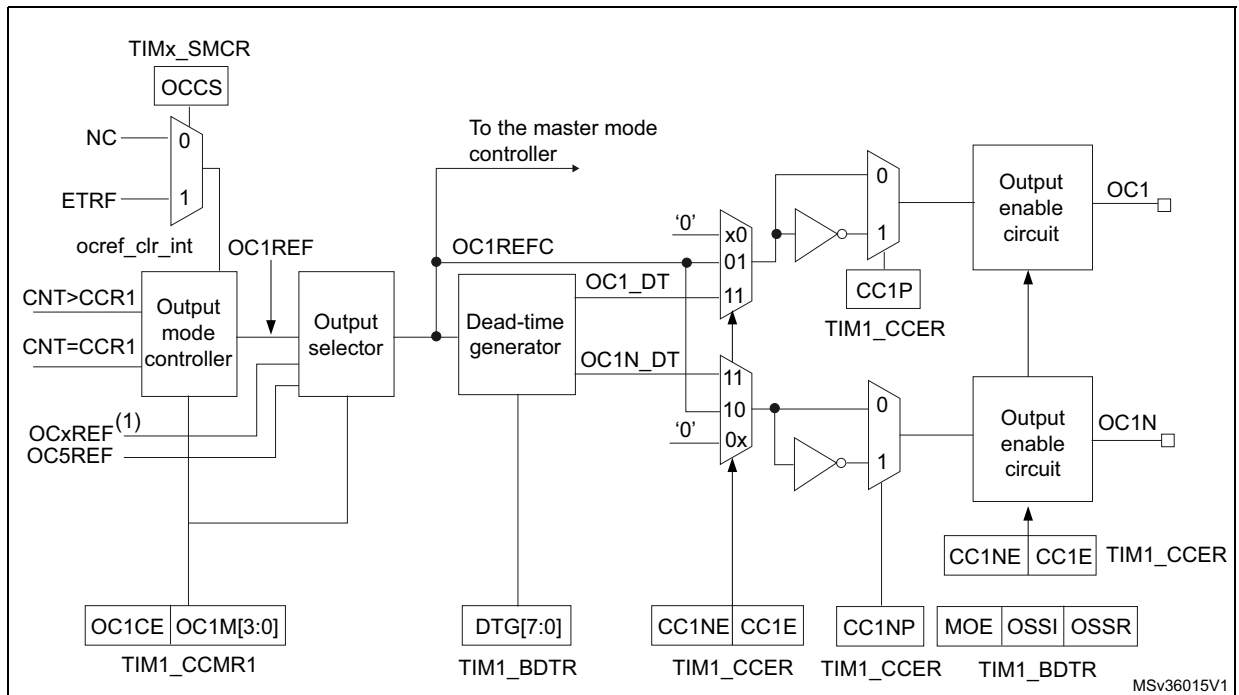 TIMx_SMCR
OCCS
NC
0
ETRF
1
ocref_clr_int
OC1REF
CNT>CCR1
CNT=CCR1
Output
mode
controller
Output
selector
OCxREF(1)
OC5REF
To the master mode
controller
OC1REFC
Dead-time
generator
OC1_DT
OC1N_DT
'0'
x0
01
11
11
10
'0'
0x
0
1
CC1P
TIM1_CCER
0
1
Output
enable
circuit
OC1
Output
enable
circuit
OC1N
CC1NE CC1E TIM1_CCER
OC1CE OC1M[3:0]
TIM1_CCMR1
DTG[7:0]
TIM1_BDTR
CC1NE CC1E
TIM1_CCER
CC1NP
TIM1_CCER
MOE OSSI OSSR
TIM1_BDTR
MSv36015V1